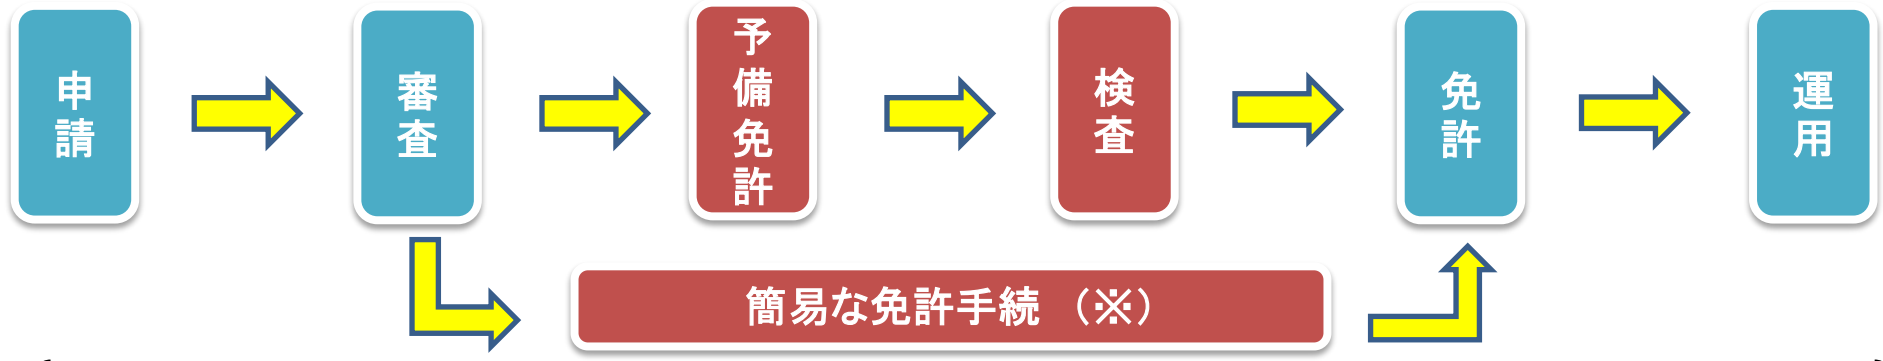 申請
審査
予備免許
検査
免許
運用
簡易な免許手続（※）